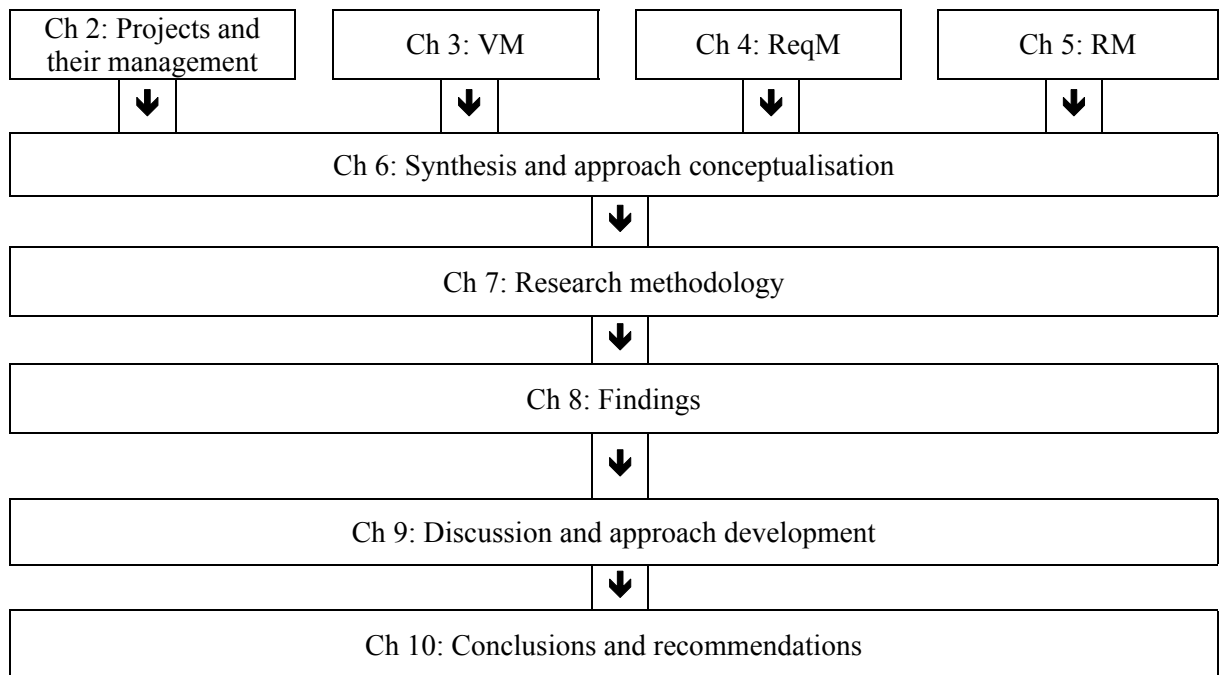 Ch 2: Projects and
their management
Ch 3: VM
Ch 4: ReqM
Ch 5: RM
Ch 6: Synthesis and approach conceptualisation
Ch 7: Research methodology
Ch 8: Findings
Ch 9: Discussion and approach development
Ch 10: Conclusions and recommendations